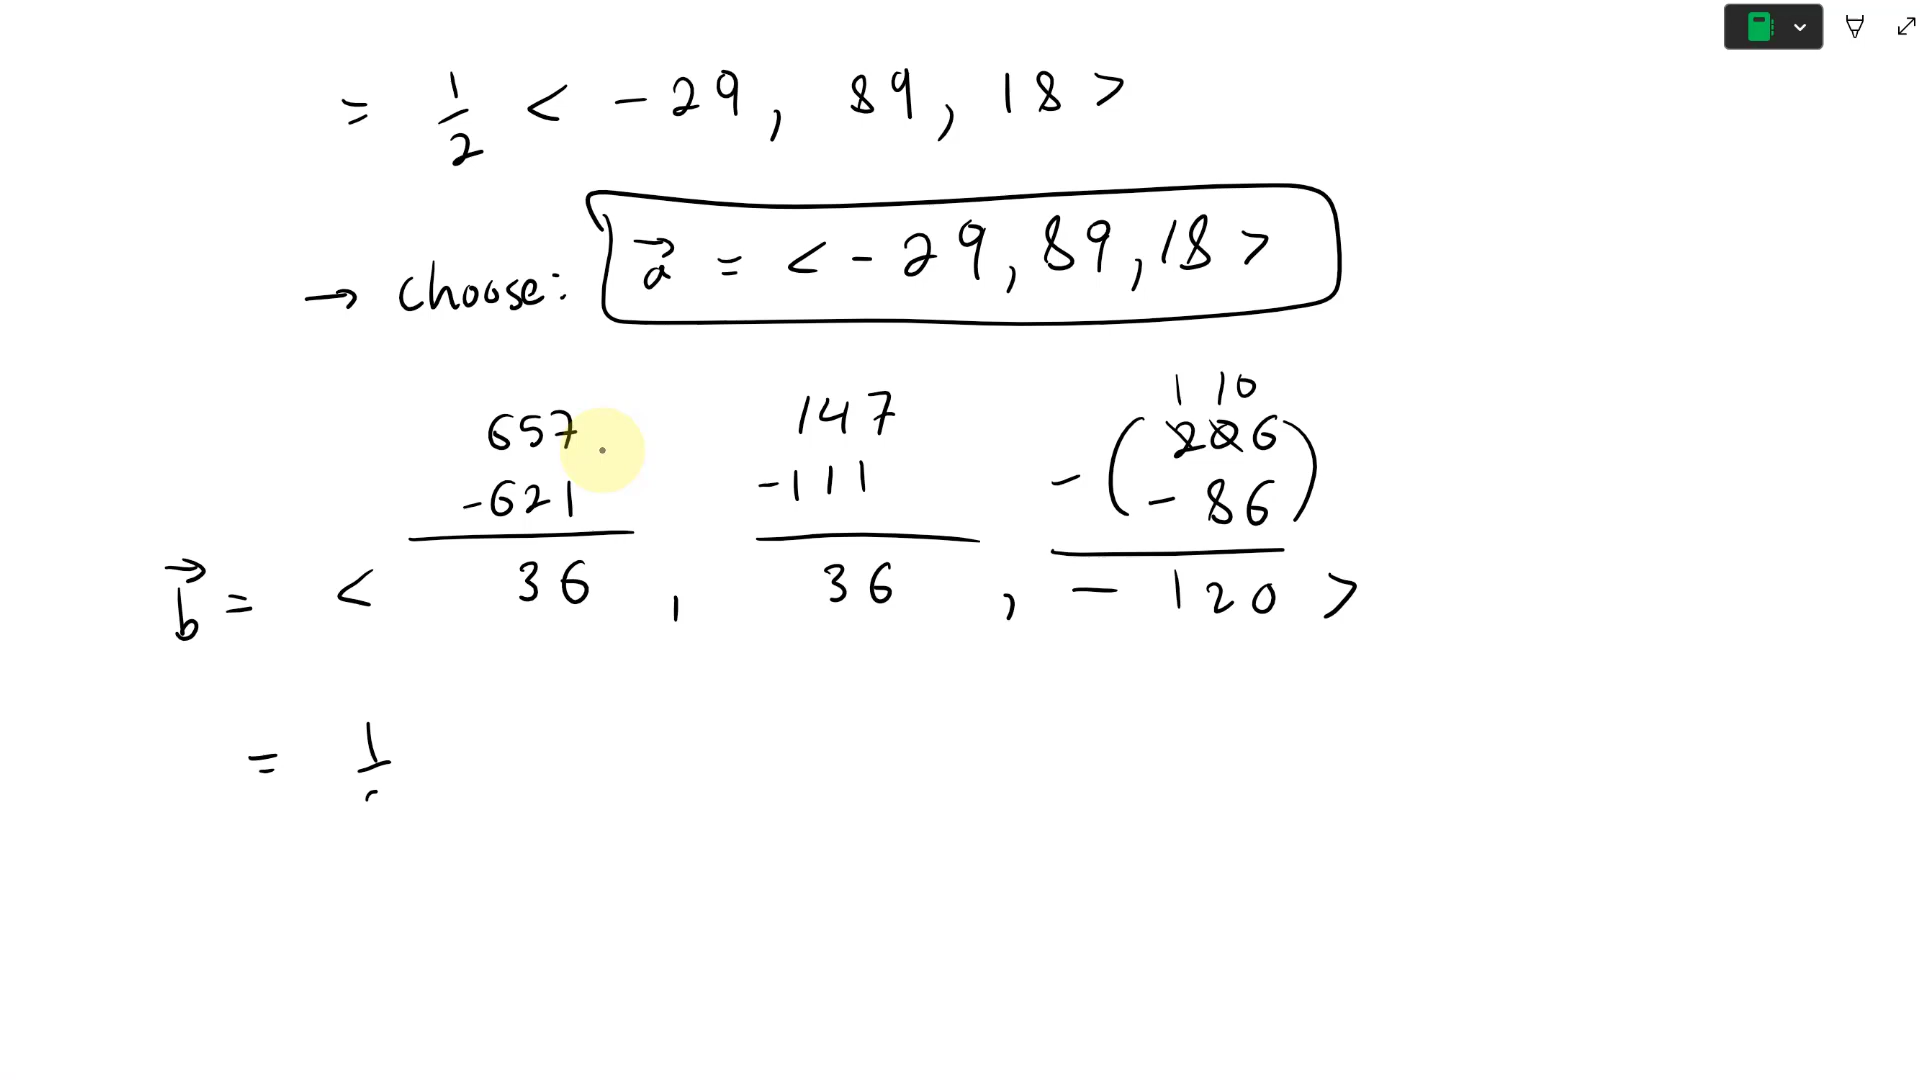 = 1/2 < - 29, 89, 18 >
→ choose: a⃗ = < - 29, 89, 18 >
1 10
657 147 - ( 206
-621 -111 - 86 )
b⃗ = < 36 , 36 , - 120 >
= 1